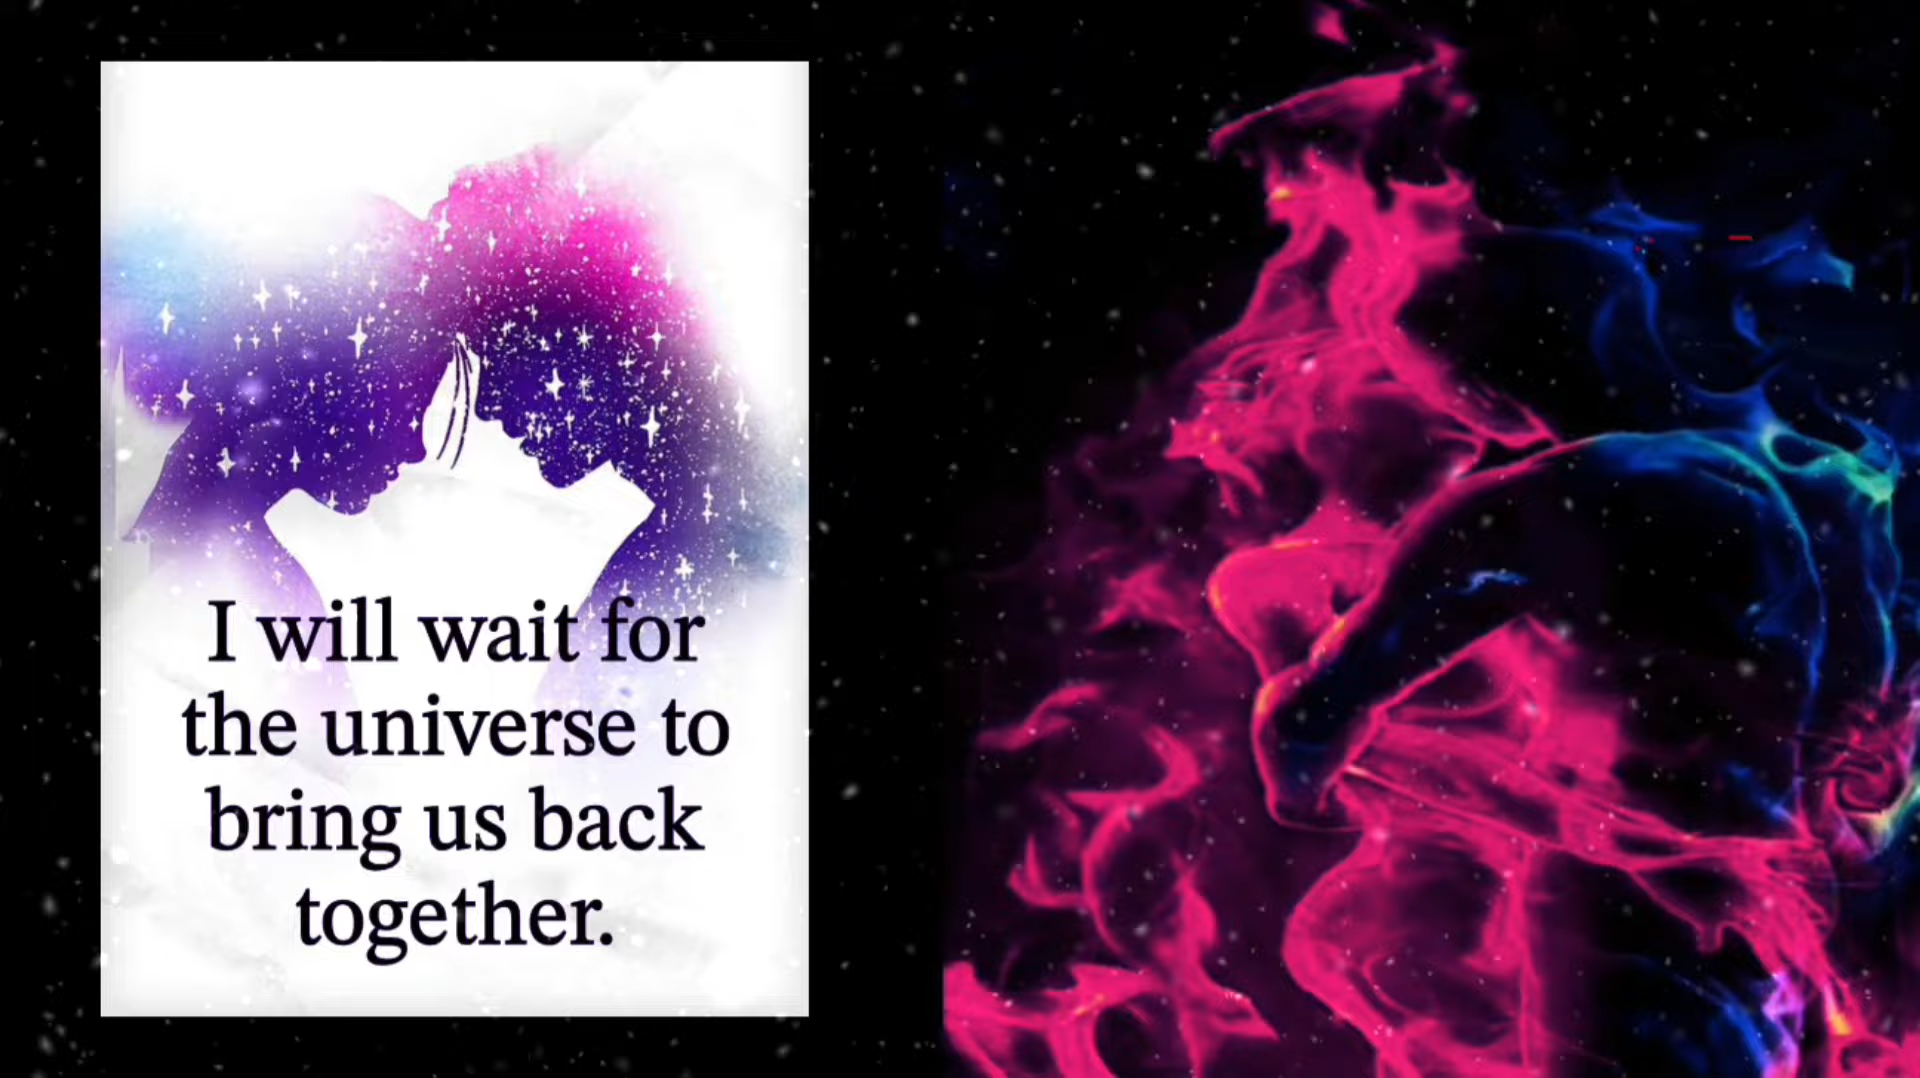 I will wait for
the universe to
bring us back
together.